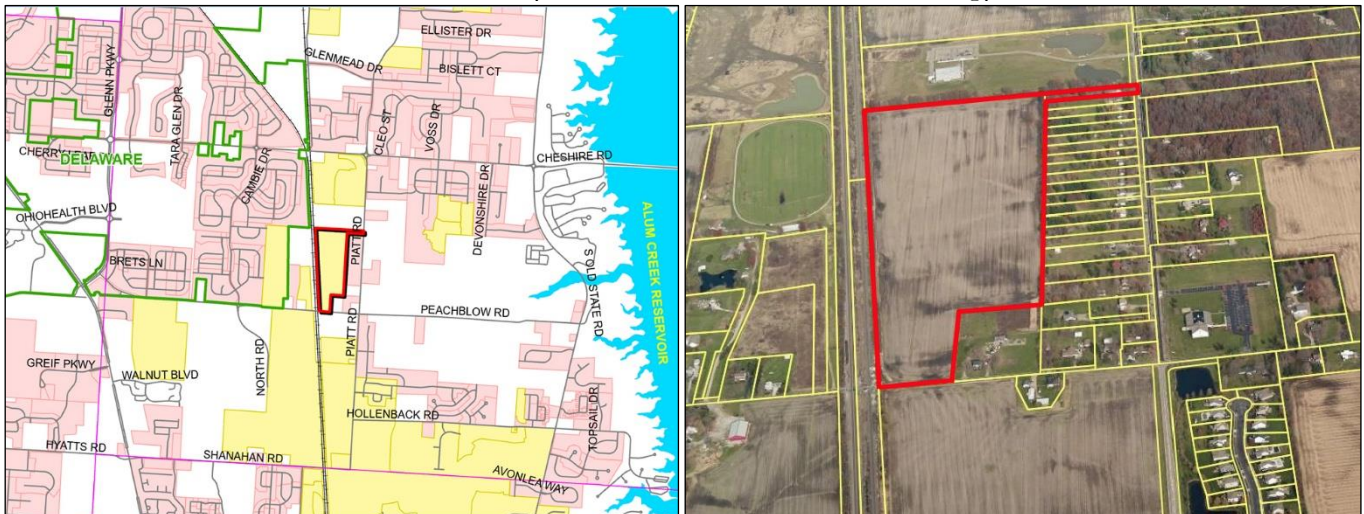 ELLISTER DR
GLENMEAD DR
BISLETT CT
GLENN PKWY
TARA GLEN DR
CLEO ST
VOSS DR
CHERRY
DELAWARE
CAMBIE DR
CHESHIRE RD
OHIOHEALTH BLVD
DEVONSHIRE DR
PIATT RD
S OLD STATE RD
ALUM CREEK RESERVOIR
BRETS LN
PEACHBLOW RD
NORTH RD
PIATT RD
GREIF PKWY
WALNUT BLVD
HOLLENBACK RD
TOPSAIL DR
HYATTS RD
SHANAHAN RD
AVONLEA WAY